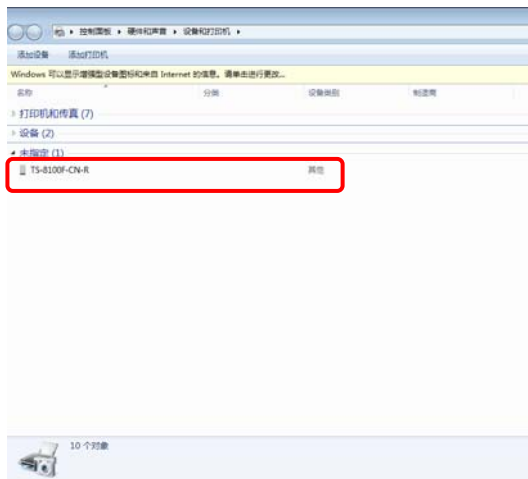 ▸ 控制面板 ▸ 硬件和声音 ▸ 设备和打印机 ▸
添加设备 添加打印机
Windows 可以显示增强型设备图标和来自 Internet 的信息。请单击进行更改...
名称 分类 设备类别 制造商
打印机和传真 (7)
设备 (2)
未指定 (1)
TS-8100F-CN-R 其他
10 个对象